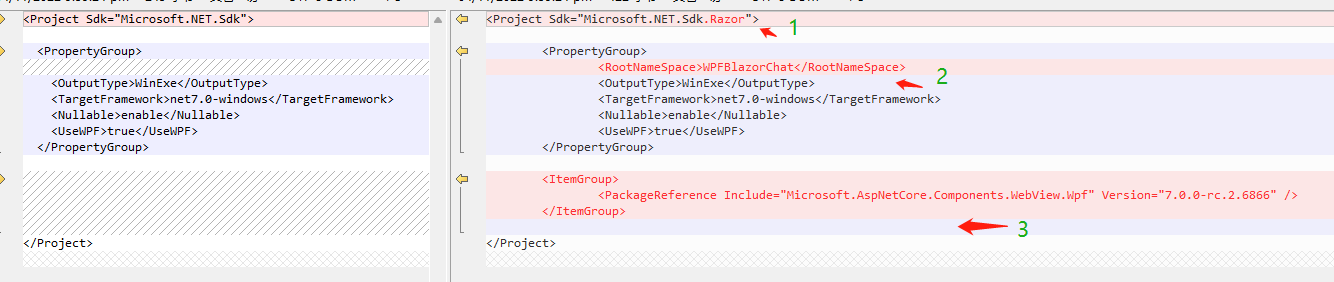 <Project Sdk="Microsoft.NET.Sdk">
<PropertyGroup>
<OutputType>WinExe</OutputType>
<TargetFramework>net7.0-windows</TargetFramework>
<Nullable>enable</Nullable>
<UseWPF>true</UseWPF>
</PropertyGroup>
</Project>
<Project Sdk="Microsoft.NET.Sdk.Razor">
1
<PropertyGroup>
<RootNameSpace>WPFBlazorChat</RootNameSpace>
2
<OutputType>WinExe</OutputType>
<TargetFramework>net7.0-windows</TargetFramework>
<Nullable>enable</Nullable>
<UseWPF>true</UseWPF>
</PropertyGroup>
<ItemGroup>
<PackageReference Include="Microsoft.AspNetCore.Components.WebView.Wpf" Version="7.0.0-rc.2.6866" />
</ItemGroup>
3
</Project>